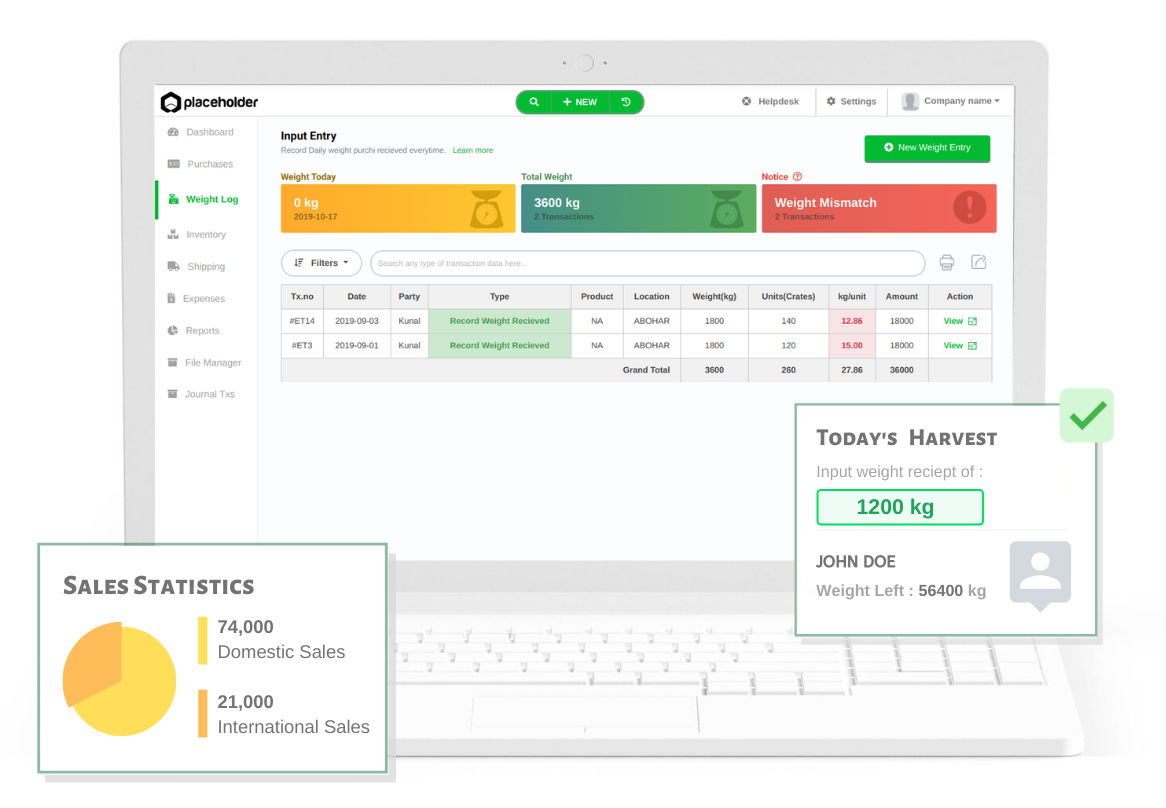 placeholder
NEW
Helpdesk
Settings
Company name
Dashboard
Purchases
Weight Log
Inventory
Shipping
Expenses
Reports
File Manager
Journal Txs
Input Entry
Record Daily weight purchi recieved everytime. Learn more
New Weight Entry
Weight Today
0 kg
2019-10-17
Total Weight
3600 kg
2 Transactions
Notice
Weight Mismatch
2 Transactions
Filters
Search any type of transaction data here...
Tx.no Date Party Type Product Location Weight(kg) Units(Crates) kg/unit Amount Action
#ET14 2019-09-03 Kunal Record Weight Recieved NA ABOHAR 1800 140 12.86 18000 View
#ET3 2019-09-01 Kunal Record Weight Recieved NA ABOHAR 1800 120 15.00 18000 View
Grand Total 3600 260 27.86 36000
Today's Harvest
Input weight reciept of :
1200 kg
JOHN DOE
Weight Left : 56400 kg
Sales Statistics
74,000
Domestic Sales
21,000
International Sales